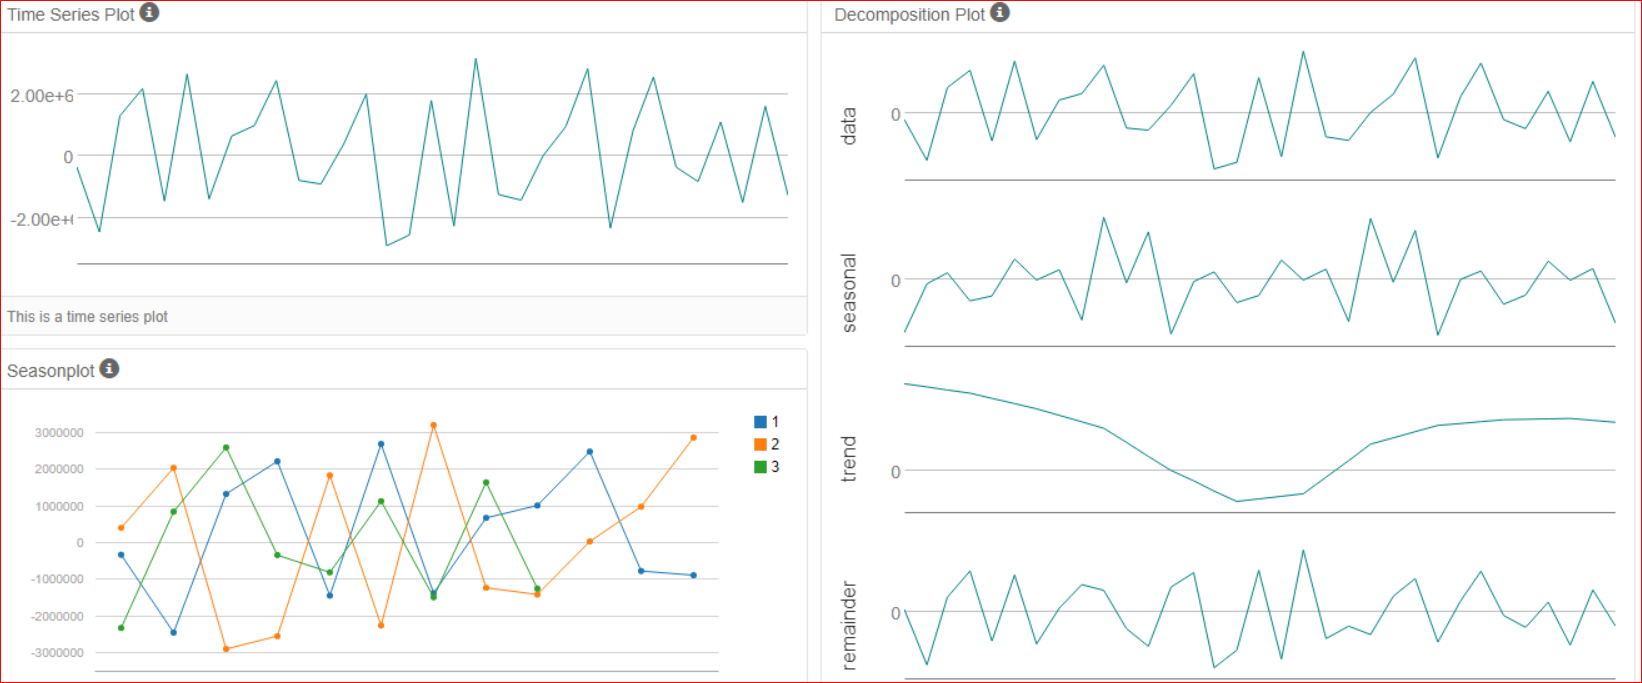 Time Series Plot
2.00e+6
0
-2.00e+
This is a time series plot
Seasonplot
3000000
2000000
1000000
0
-1000000
-2000000
-3000000
1
2
3
Decomposition Plot
data
0
seasonal
0
trend
0
remainder
0